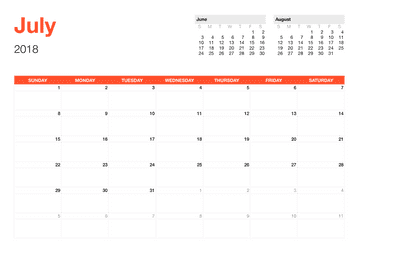 July
2018
June
S M T W T F S
1 2
3 4 5 6 7 8 9
10 11 12 13 14 15 16
17 18 19 20 21 22 23
24 25 26 27 28 29 30
August
S M T W T F S
1 2 3 4
5 6 7 8 9 10 11
12 13 14 15 16 17 18
19 20 21 22 23 24 25
26 27 28 29 30 31
SUNDAY MONDAY TUESDAY WEDNESDAY THURSDAY FRIDAY SATURDAY
1 2 3 4 5 6 7
8 9 10 11 12 13 14
15 16 17 18 19 20 21
22 23 24 25 26 27 28
29 30 31 1 2 3 4
5 6 7 8 9 10 11